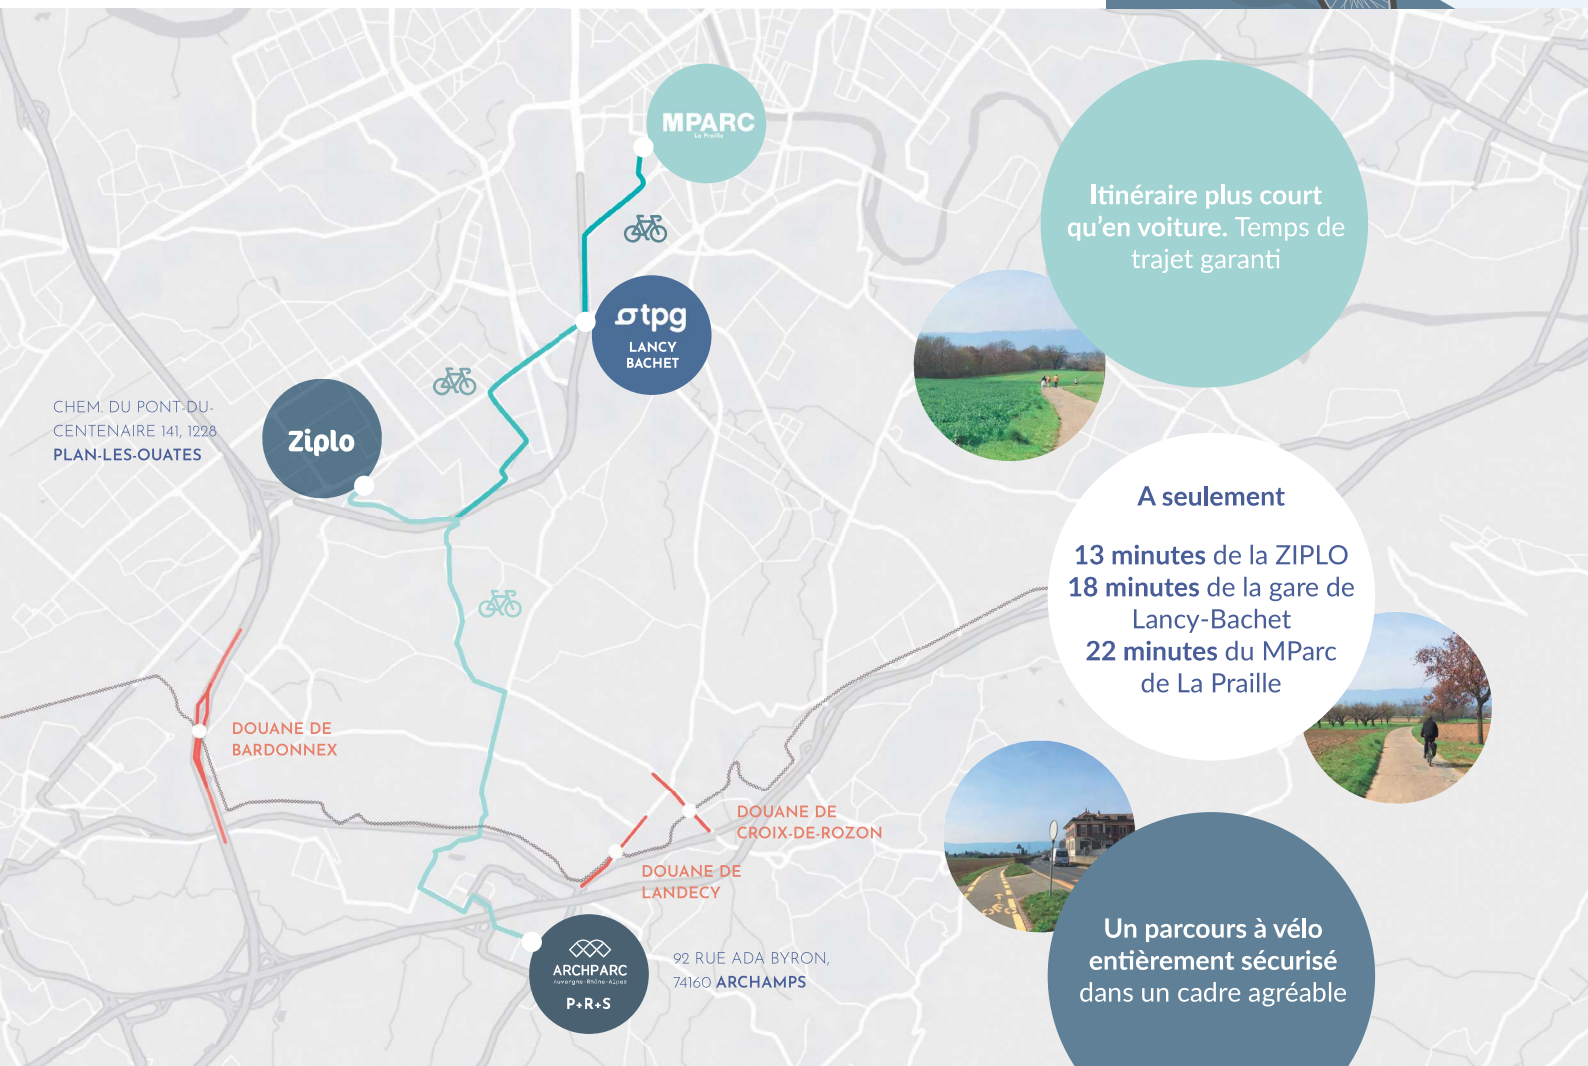 MPARC
La Praille
Itinéraire plus court
qu'en voiture. Temps de
trajet garanti
tpg
LANCY
BACHET
CHEM. DU PONT-DU-
CENTENAIRE 141, 1228
PLAN-LES-OUATES
Ziplo
A seulement
13 minutes de la ZIPLO
18 minutes de la gare de
Lancy-Bachet
22 minutes du MParc
de La Praille
DOUANE DE
BARDONNEX
DOUANE DE
CROIX-DE-ROZON
DOUANE DE
LANDECY
ARCHPARC
Auvergne-Rhône-Alpes
P+R+S
92 RUE ADA BYRON,
74160 ARCHAMPS
Un parcours à vélo
entièrement sécurisé
dans un cadre agréable